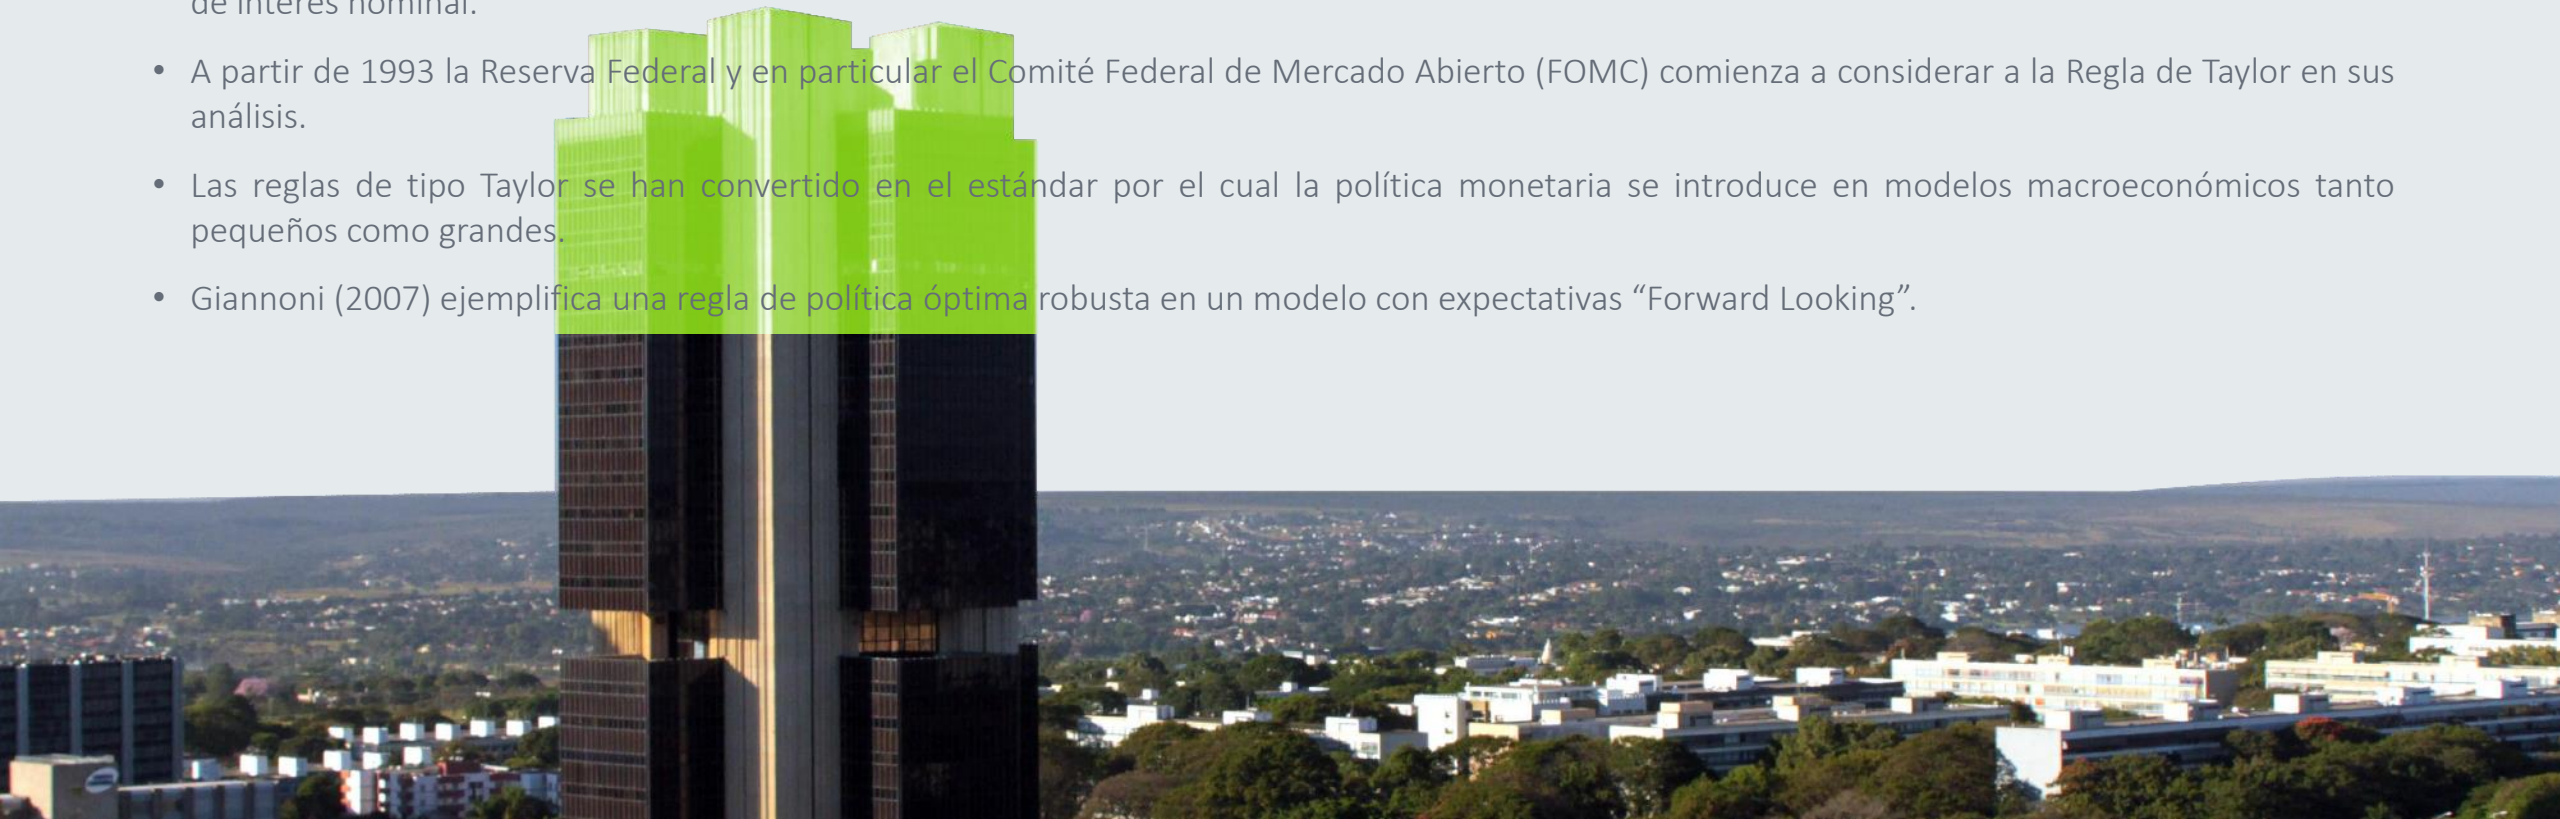 de interés nominal.
• A partir de 1993 la Reserva Federal y en particular el Comité Federal de Mercado Abierto (FOMC) comienza a considerar a la Regla de Taylor en sus
análisis.
• Las reglas de tipo Taylor se han convertido en el estándar por el cual la política monetaria se introduce en modelos macroeconómicos tanto
pequeños como grandes.
• Giannoni (2007) ejemplifica una regla de política óptima robusta en un modelo con expectativas “Forward Looking”.